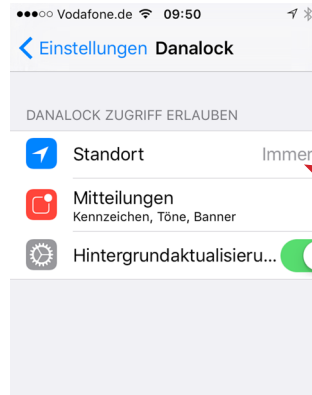 Vodafone.de 09:50
Einstellungen Danalock
DANALOCK ZUGRIFF ERLAUBEN
Standort Immer
Mitteilungen
Kennzeichen, Töne, Banner
Hintergrundaktualisieru...